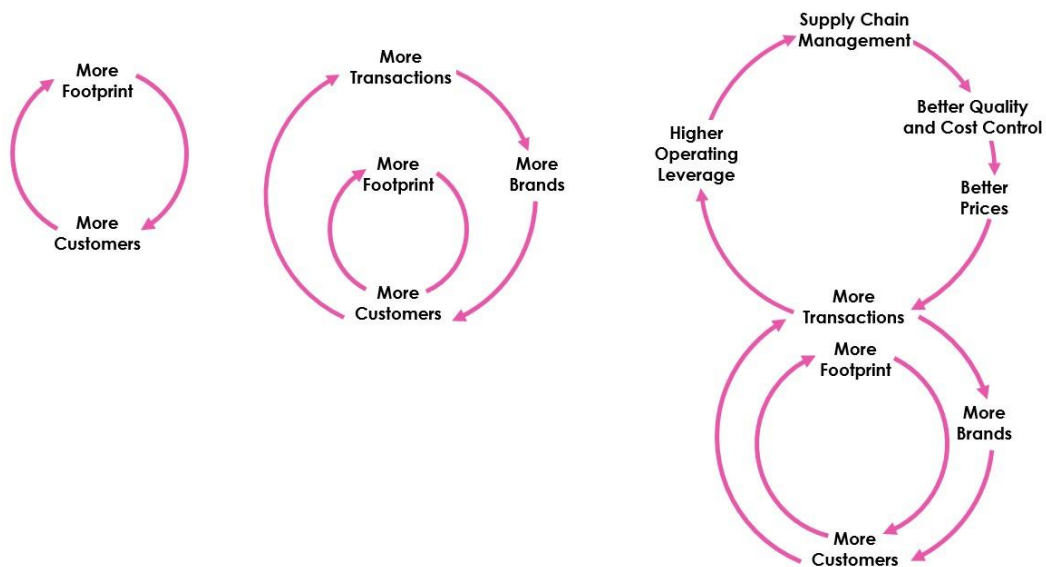 More
Footprint
More
Customers
More
Transactions
More
Footprint
More
Brands
More
Customers
Supply Chain
Management
Better Quality
and Cost Control
Higher
Operating
Leverage
Better
Prices
More
Transactions
More
Footprint
More
Brands
More
Customers